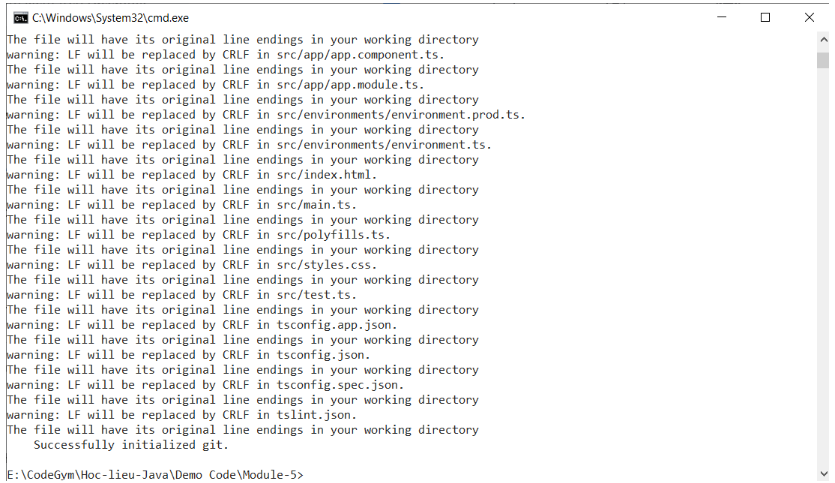 C:\Windows\System32\cmd.exe
The file will have its original line endings in your working directory
warning: LF will be replaced by CRLF in src/app/app.component.ts.
The file will have its original line endings in your working directory
warning: LF will be replaced by CRLF in src/app/app.module.ts.
The file will have its original line endings in your working directory
warning: LF will be replaced by CRLF in src/environments/environment.prod.ts.
The file will have its original line endings in your working directory
warning: LF will be replaced by CRLF in src/environments/environment.ts.
The file will have its original line endings in your working directory
warning: LF will be replaced by CRLF in src/index.html.
The file will have its original line endings in your working directory
warning: LF will be replaced by CRLF in src/main.ts.
The file will have its original line endings in your working directory
warning: LF will be replaced by CRLF in src/polyfills.ts.
The file will have its original line endings in your working directory
warning: LF will be replaced by CRLF in src/styles.css.
The file will have its original line endings in your working directory
warning: LF will be replaced by CRLF in src/test.ts.
The file will have its original line endings in your working directory
warning: LF will be replaced by CRLF in tsconfig.app.json.
The file will have its original line endings in your working directory
warning: LF will be replaced by CRLF in tsconfig.json.
The file will have its original line endings in your working directory
warning: LF will be replaced by CRLF in tsconfig.spec.json.
The file will have its original line endings in your working directory
warning: LF will be replaced by CRLF in tslint.json.
The file will have its original line endings in your working directory
    Successfully initialized git.
E:\CodeGym\Hoc-lieu-Java\Demo Code\Module-5>